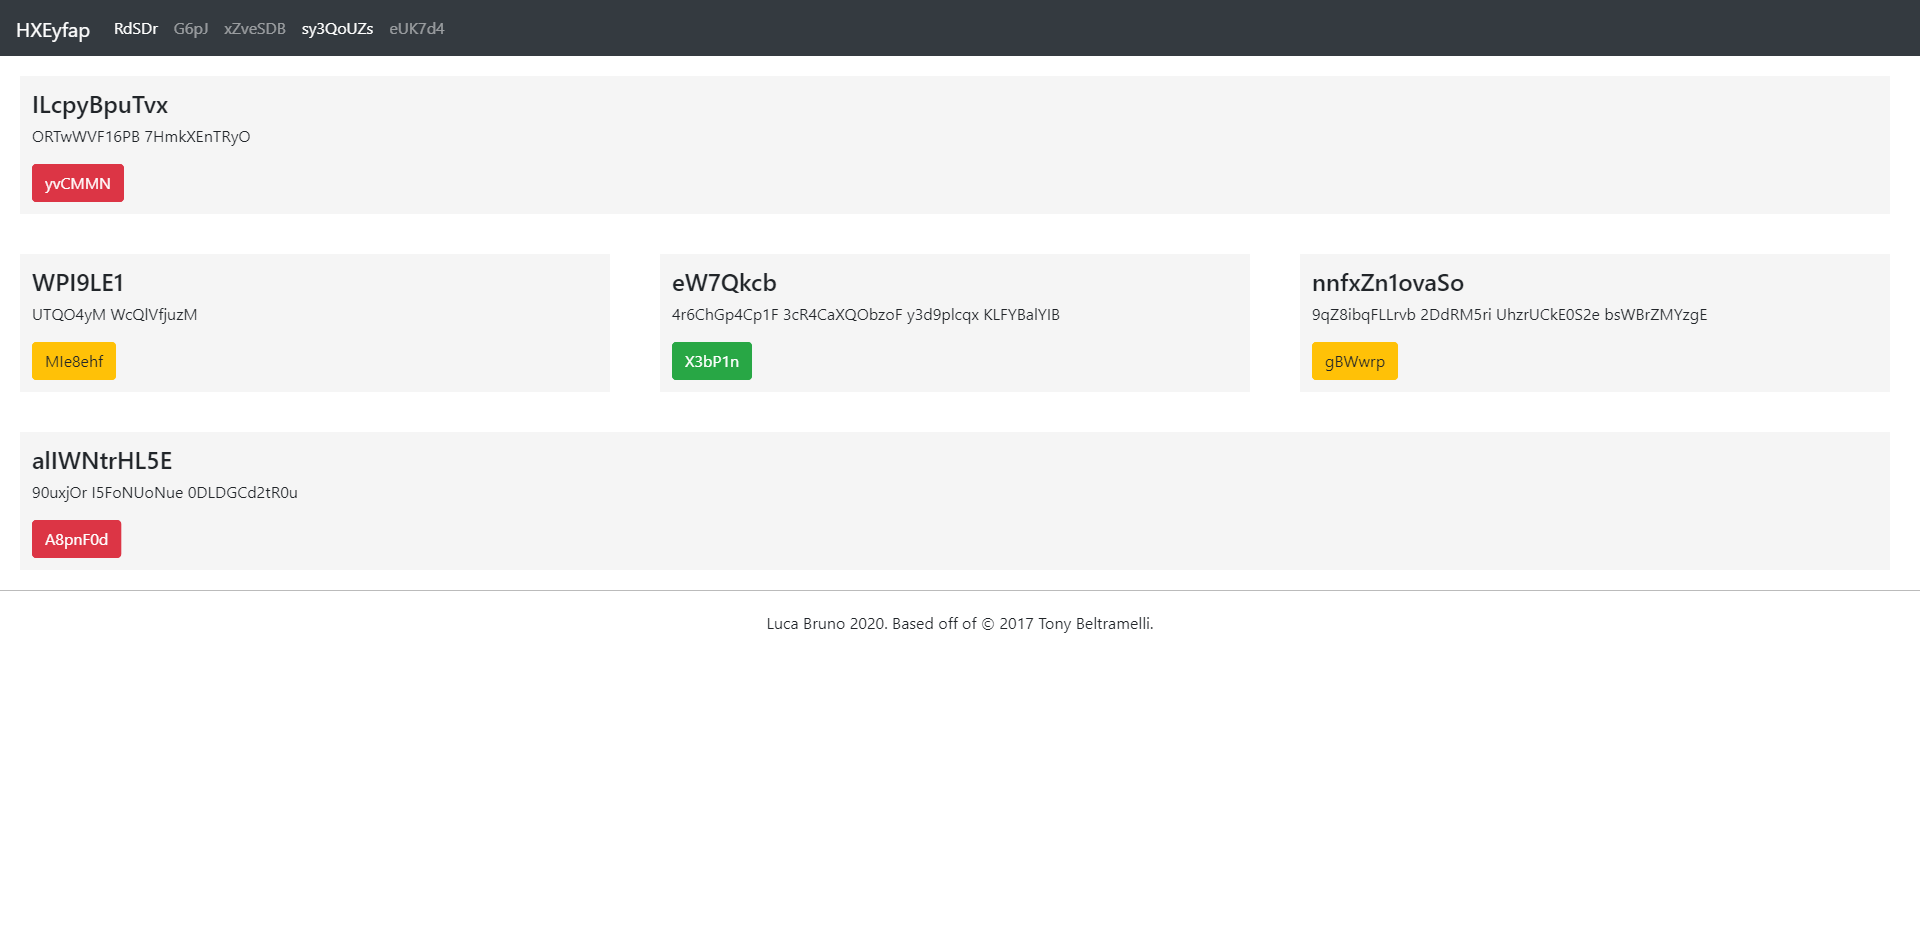 HXEyfap RdSDr G6pJ xZveSDB sy3QoUZs eUK7d4
ILcpyBpuTvx
ORTwWVF16PB 7HmkXEnTRyO
yvCMMN
WPI9LE1
UTQO4yM WcQlVfjuzM
MIe8ehf
eW7Qkcb
4r6ChGp4Cp1F 3cR4CaXQObzoF y3d9plcqx KLFYBalYIB
X3bP1n
nnfxZn1ovaSo
9qZ8ibqFLLrvb 2DdRM5ri UhzrUCkE0S2e bsWBrZMYzgE
gBWwrp
alIWNtrHL5E
90uxjOr I5FoNUoNue 0DLDGCd2tR0u
A8pnF0d
Luca Bruno 2020. Based off of © 2017 Tony Beltramelli.